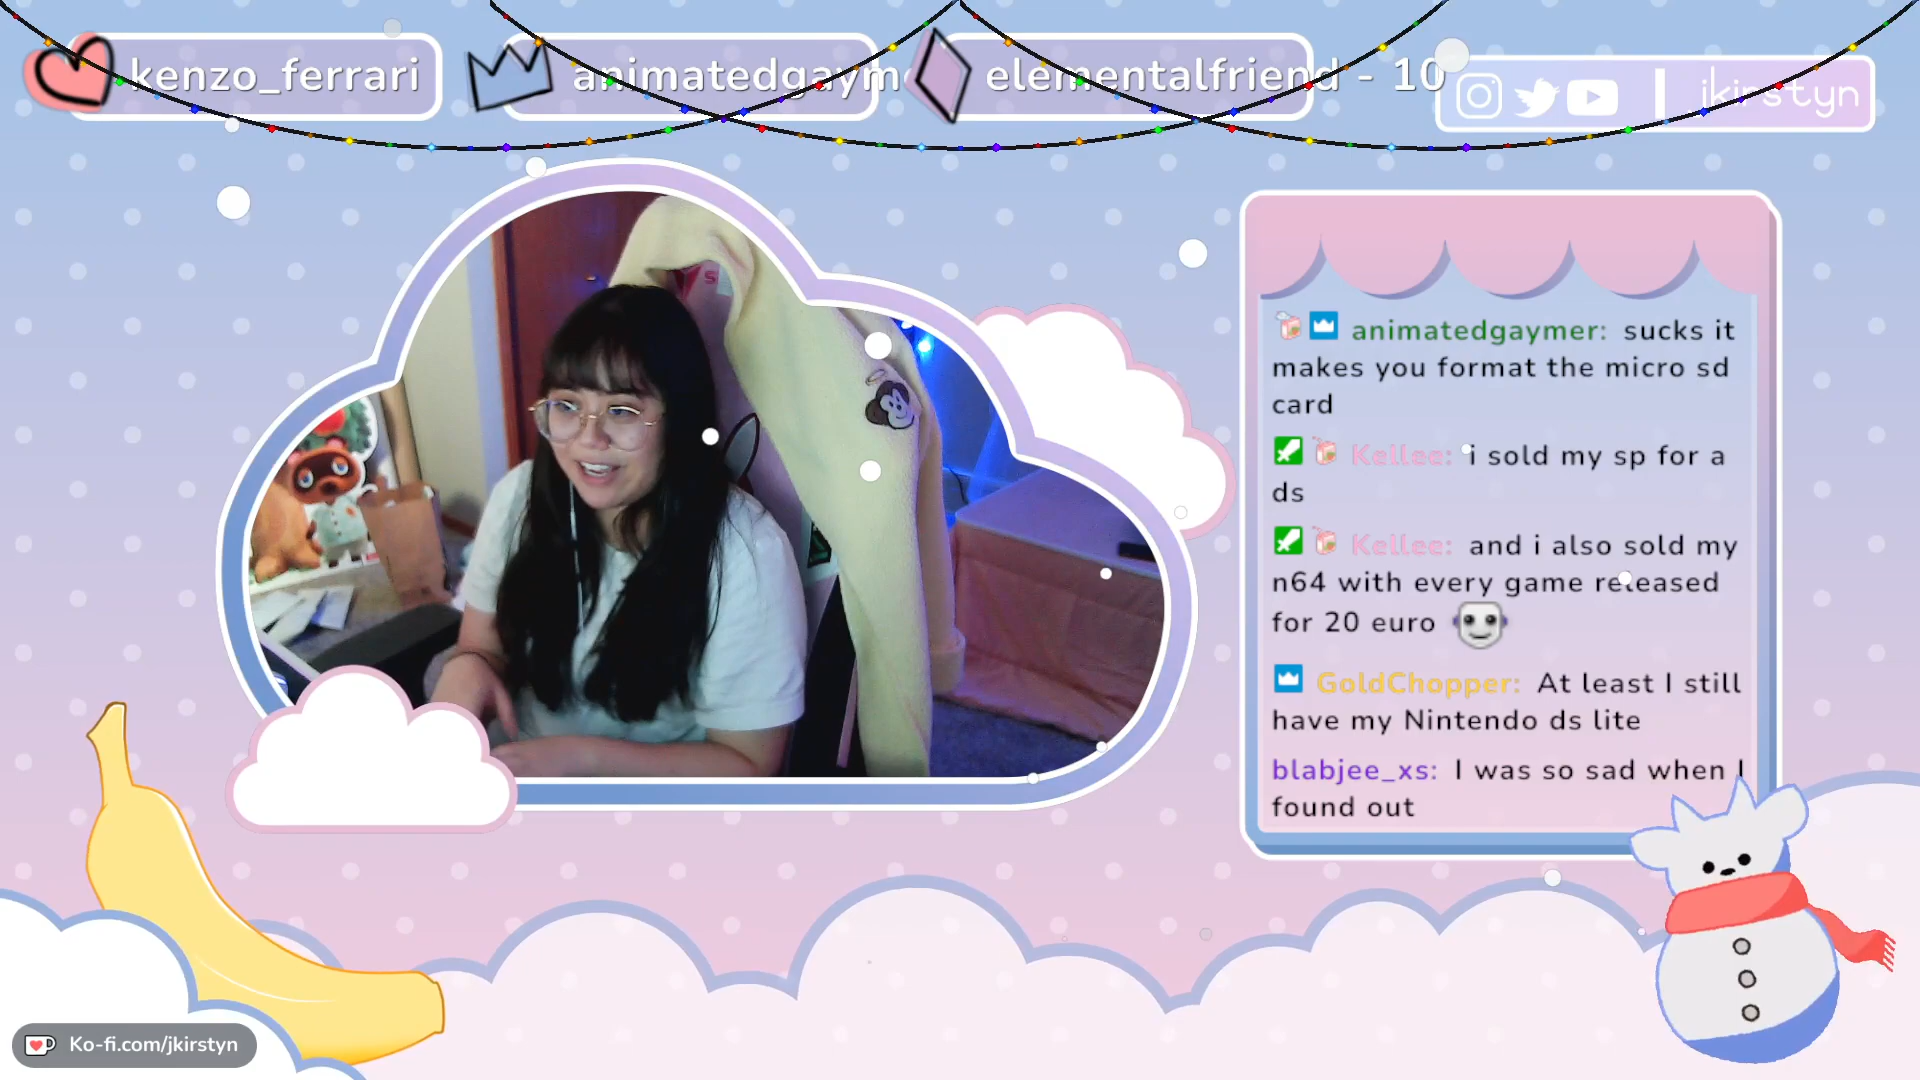 kenzo_ferrari
animatedgaym
elementalfriend - 10
jkirstyn
animatedgaymer: sucks it
makes you format the micro sd
card
Kellee: i sold my sp for a
ds
Kellee: and i also sold my
n64 with every game released
for 20 euro
GoldChopper: At least I still
have my Nintendo ds lite
blabjee_xs: I was so sad when I
found out
Ko-fi.com/jkirstyn